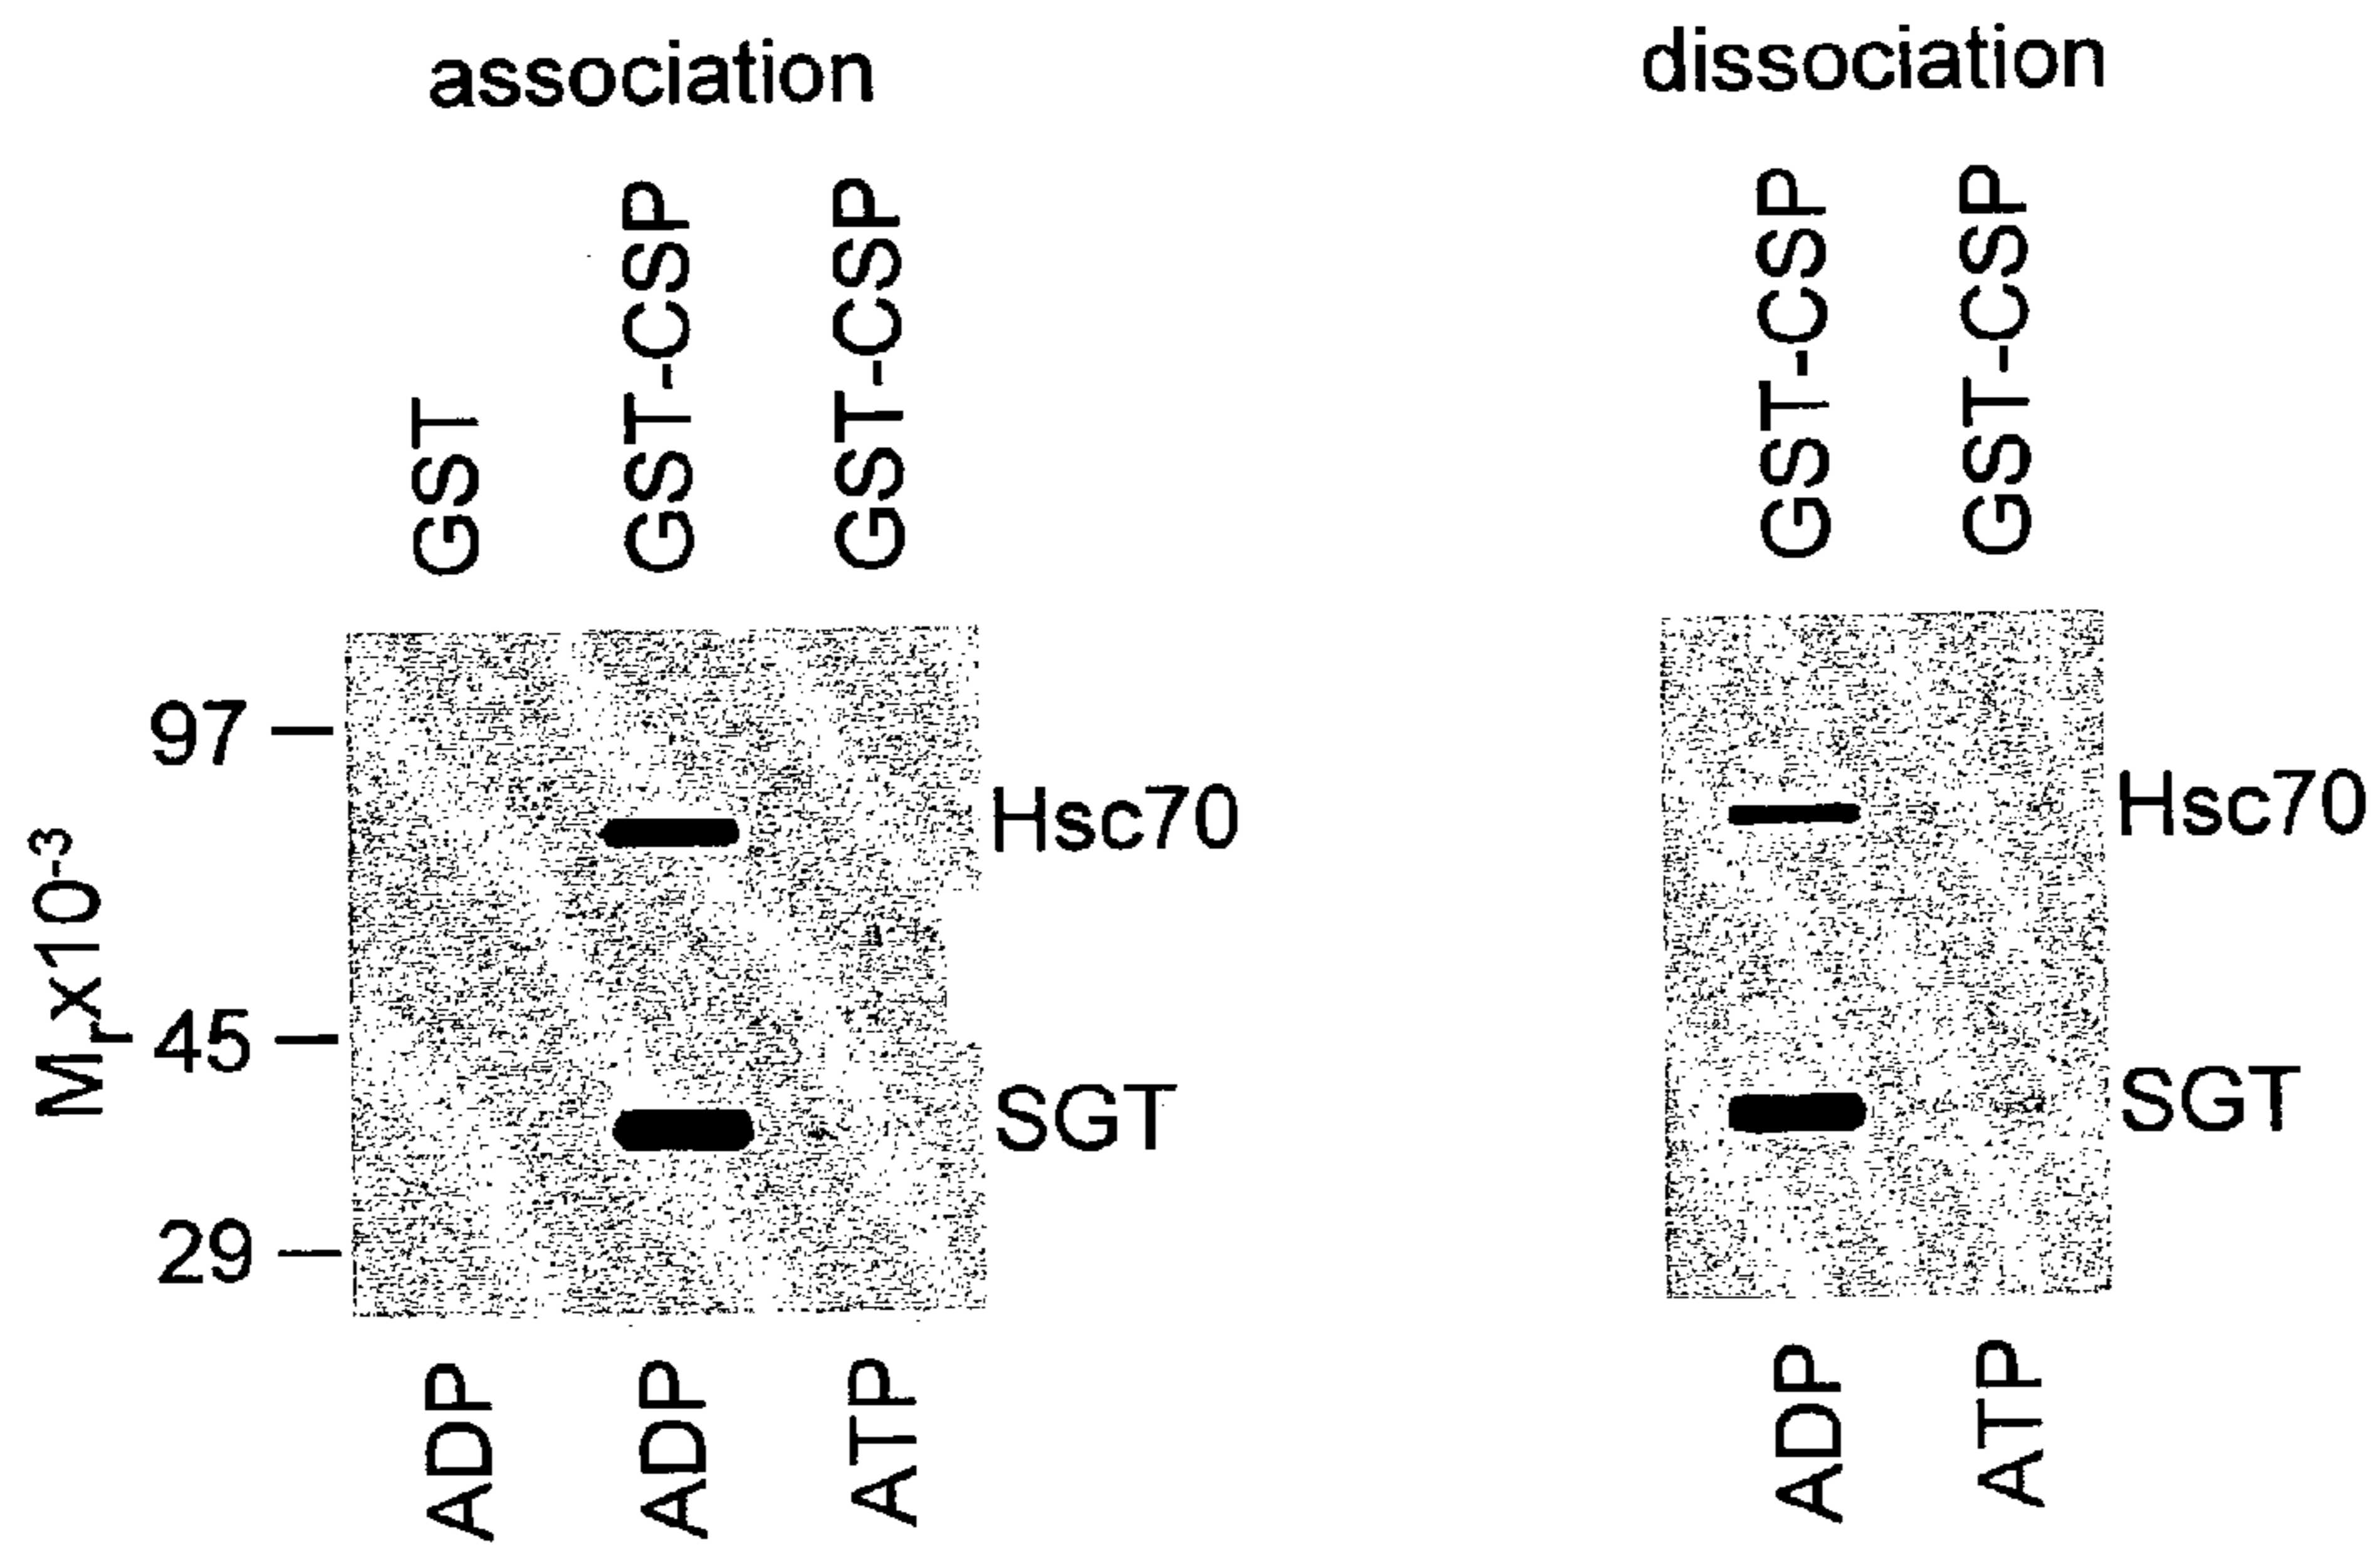 association
dissociation
GST
GST-CSP
GST-CSP
GST-CSP
GST-CSP
97
Hsc70
Hsc70
Mrx10-3
45
SGT
SGT
29
ADP
ADP
ATP
ADP
ATP